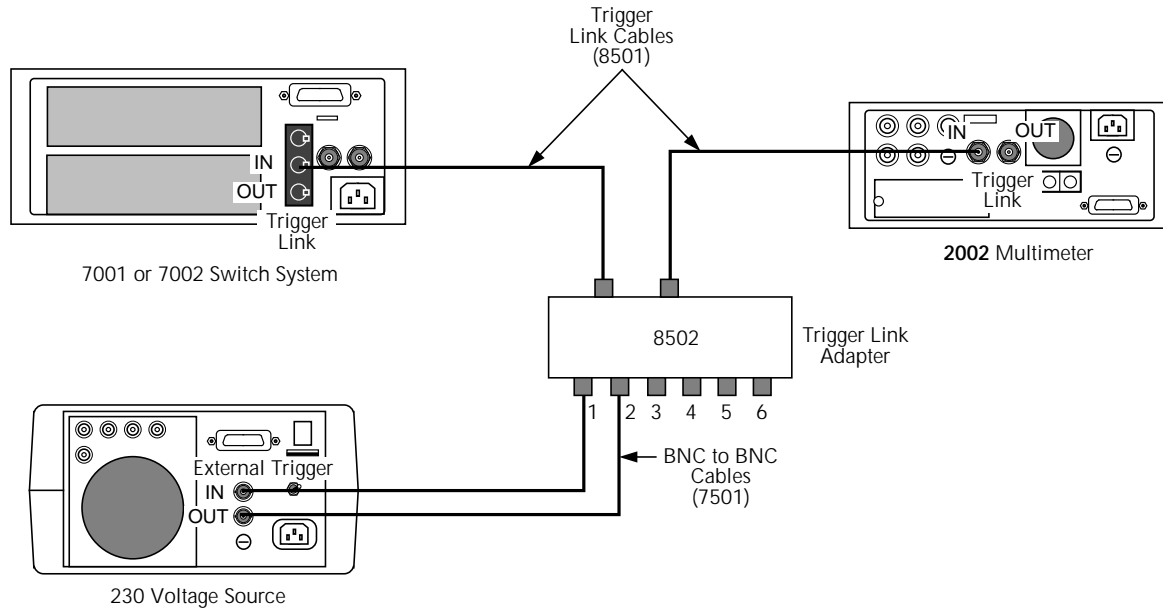 Trigger
Link Cables
(8501)
IN
OUT
Trigger
Link
7001 or 7002 Switch System
IN
OUT
Trigger
Link
2002 Multimeter
8502
Trigger Link
Adapter
1 2 3 4 5 6
External Trigger
IN
OUT
BNC to BNC
Cables
(7501)
230 Voltage Source